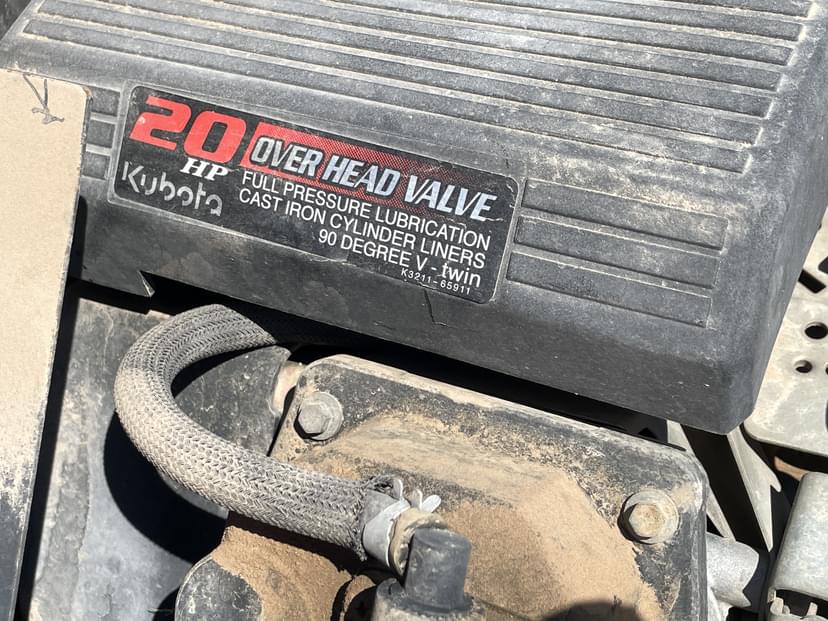 20 OVER HEAD VALVE
HP
Kubota
FULL PRESSURE LUBRICATION
CAST IRON CYLINDER LINERS
90 DEGREE V-twin
K3211-65911